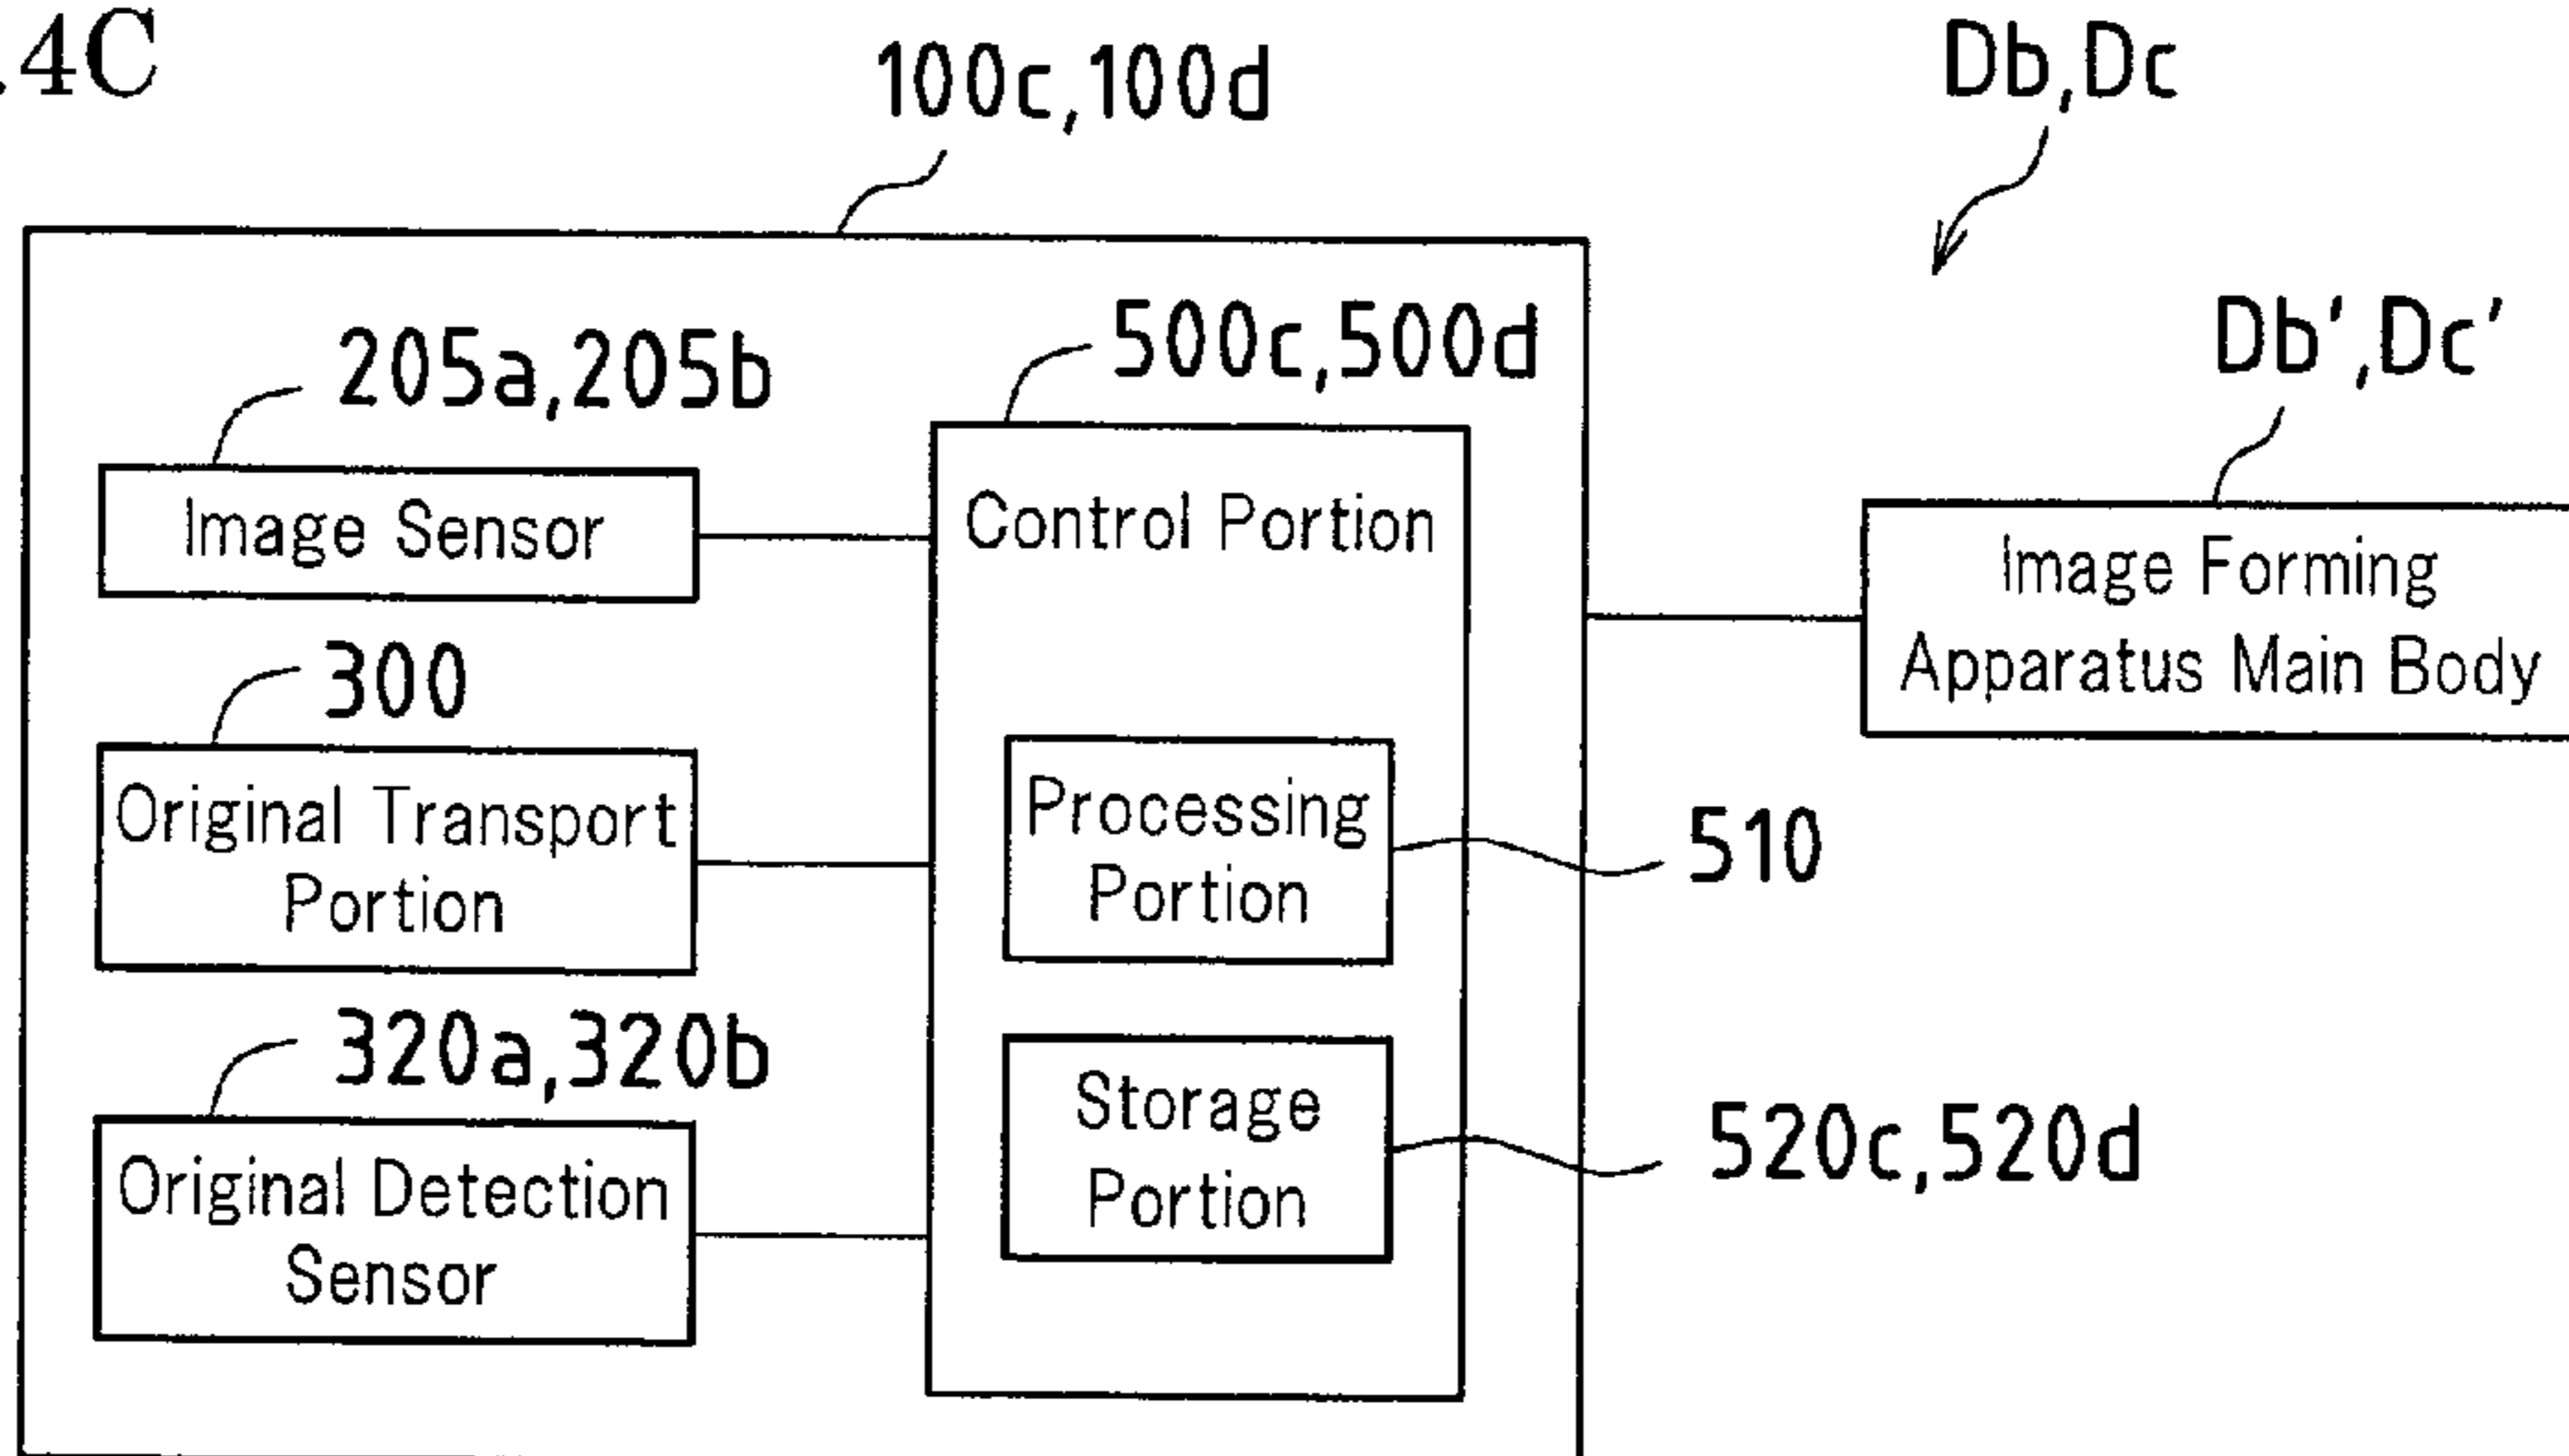 .4C
100c,100d
Db,Dc
500c,500d
Db',Dc'
205a,205b
Image Sensor
Control Portion
Image Forming
Apparatus Main Body
300
Original Transport
Portion
Processing
Portion
510
320a,320b
Original Detection
Sensor
Storage
Portion
520c,520d